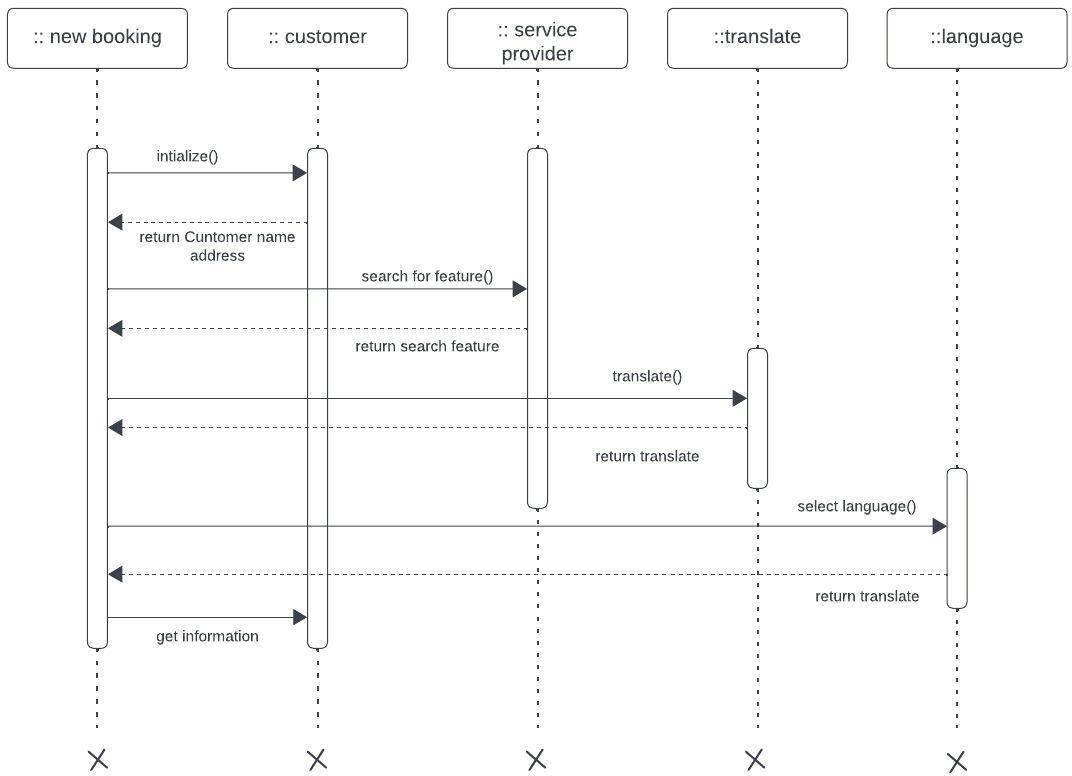 :: new booking
:: customer
:: service
provider
::translate
::language
intialize()
return Cuntomer name
address
search for feature()
return search feature
translate()
return translate
select language()
return translate
get information